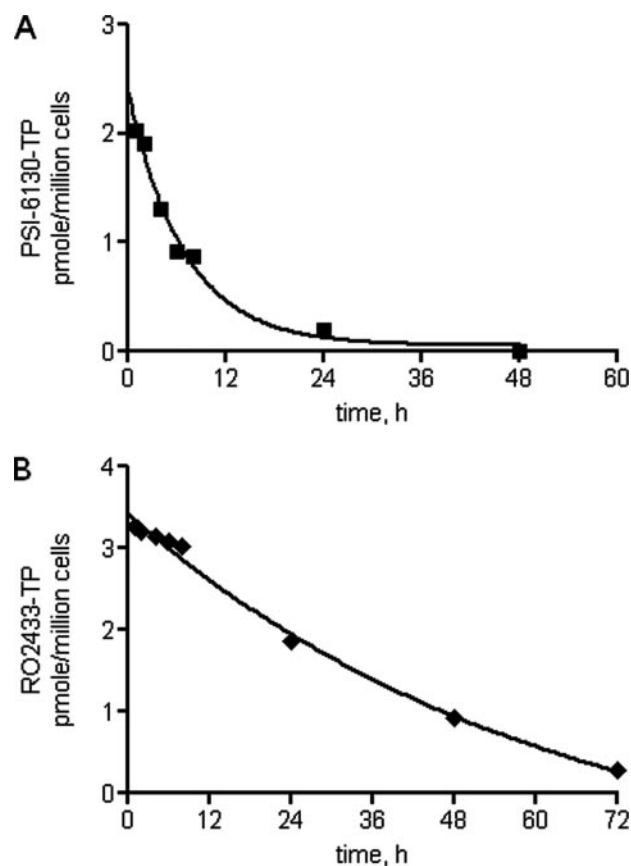 A
PSI-6130-TP
pmole/million cells
3
2
1
0
0 12 24 36 48 60
time, h
B
RO2433-TP
pmole/million cells
4
3
2
1
0
0 12 24 36 48 60 72
time, h